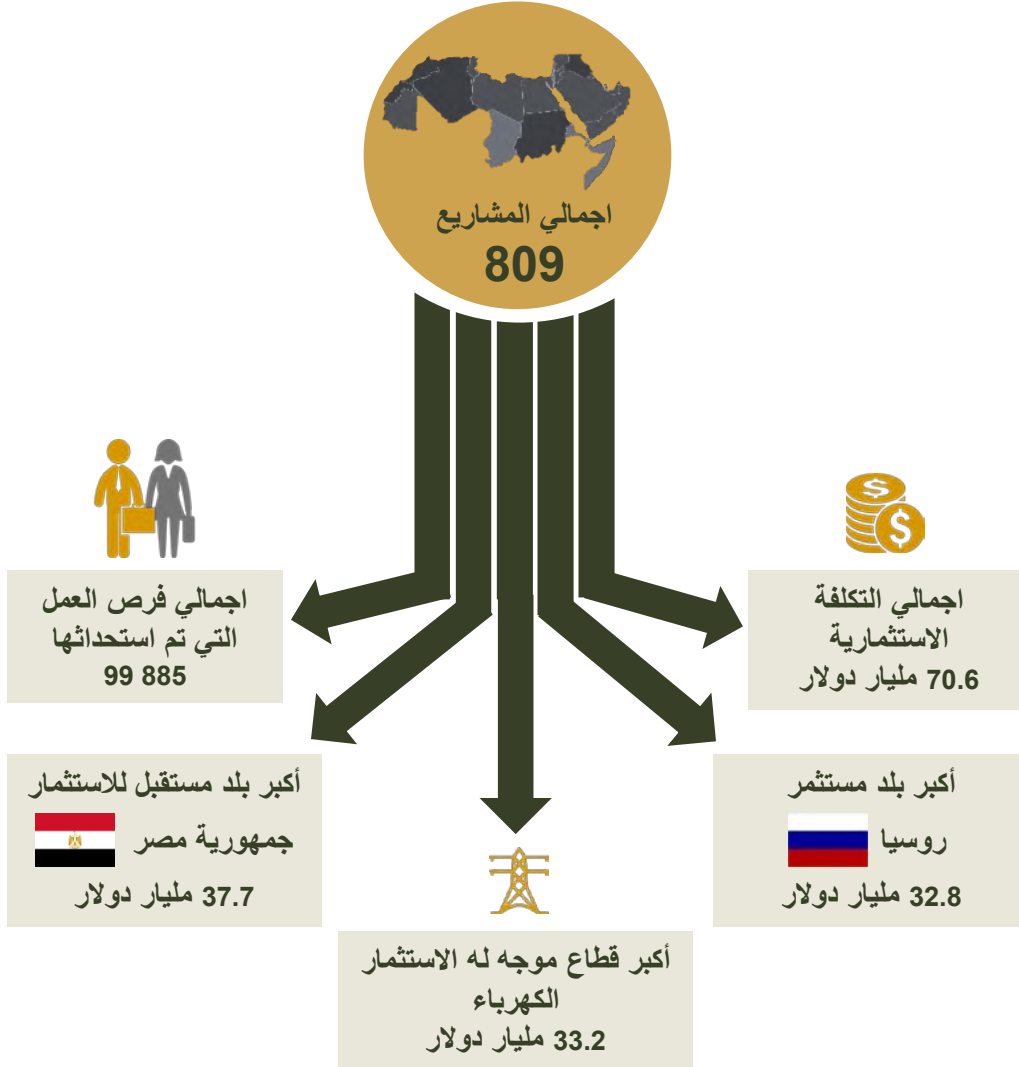 اجمالي المشاريع
809
اجمالي التكلفة
الاستثمارية
70.6 مليار دولار
اجمالي فرص العمل
التي تم استحداثها
99 885
أكبر بلد مستثمر
روسيا
32.8 مليار دولار
أكبر بلد مستقبل للاستثمار
جمهورية مصر
37.7 مليار دولار
أكبر قطاع موجه له الاستثمار
الكهرباء
33.2 مليار دولار